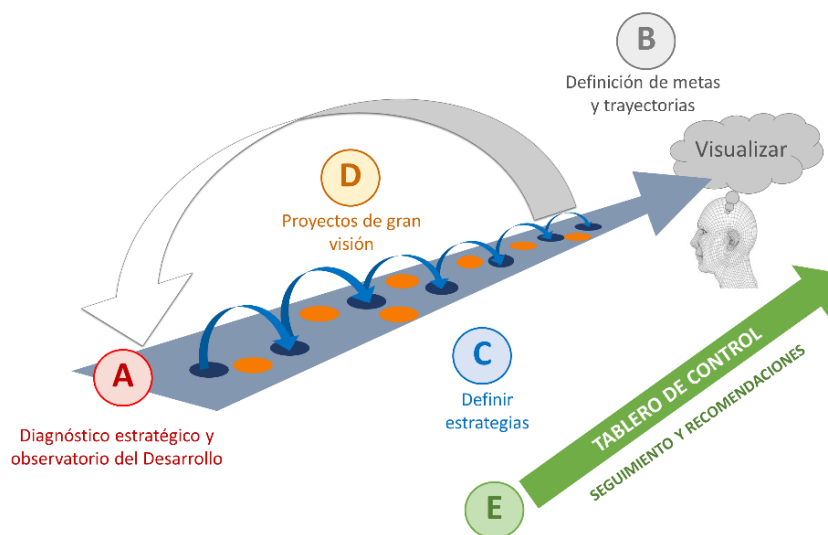 B
Definición de metas
y trayectorias
Visualizar
D
Proyectos de gran
visión
C
Definir
estrategias
A
Diagnóstico estratégico y
observatorio del Desarrollo
TABLERO DE CONTROL
SEGUIMIENTO Y RECOMENDACIONES
E